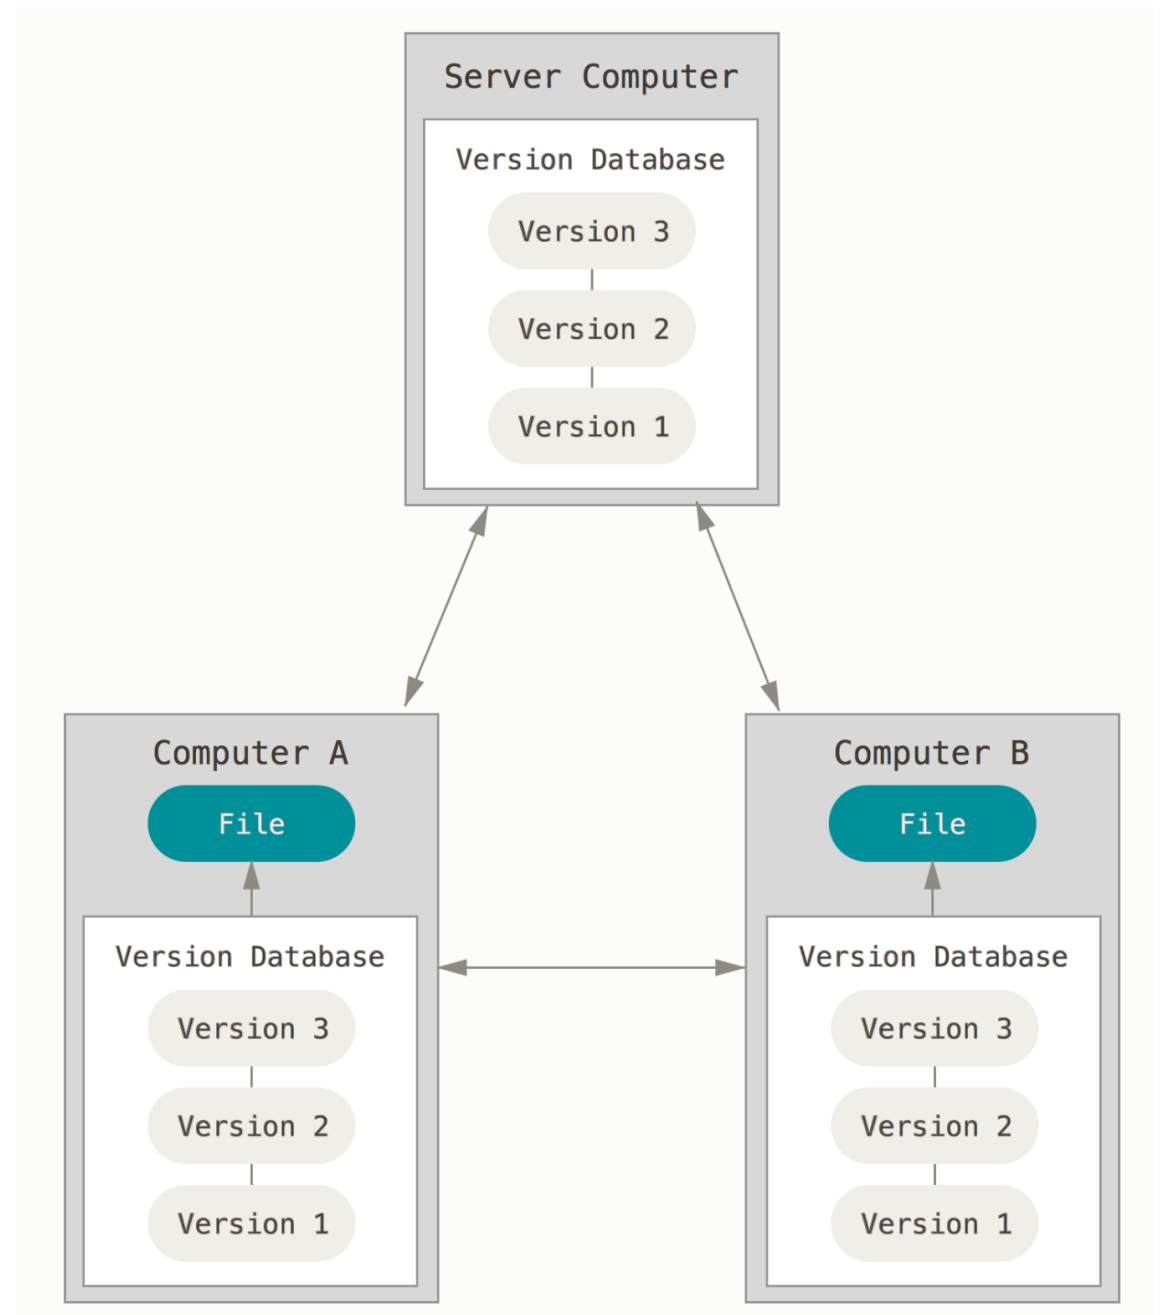 Server Computer
Version Database
Version 3
Version 2
Version 1
Computer A
File
Version Database
Version 3
Version 2
Version 1
Computer B
File
Version Database
Version 3
Version 2
Version 1